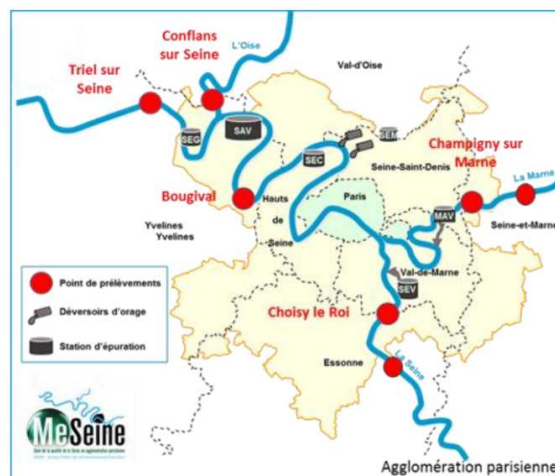 Conflans
sur Seine
L'Oise
Val-d'Oise
Triel sur
Seine
SEG
SAV
SEC
SEM
Seine-Saint-Denis
Champigny sur
Marne
La Marne
Bougival
Hauts
de
Seine
Paris
MAV
Seine-et-Marne
Yvelines
Yvelines
Val-de-Marne
SEV
Point de prélèvements
Déversoirs d'orage
Station d'épuration
Choisy le Roi
Essonne
La Seine
MeSeine
Agglomération parisienne